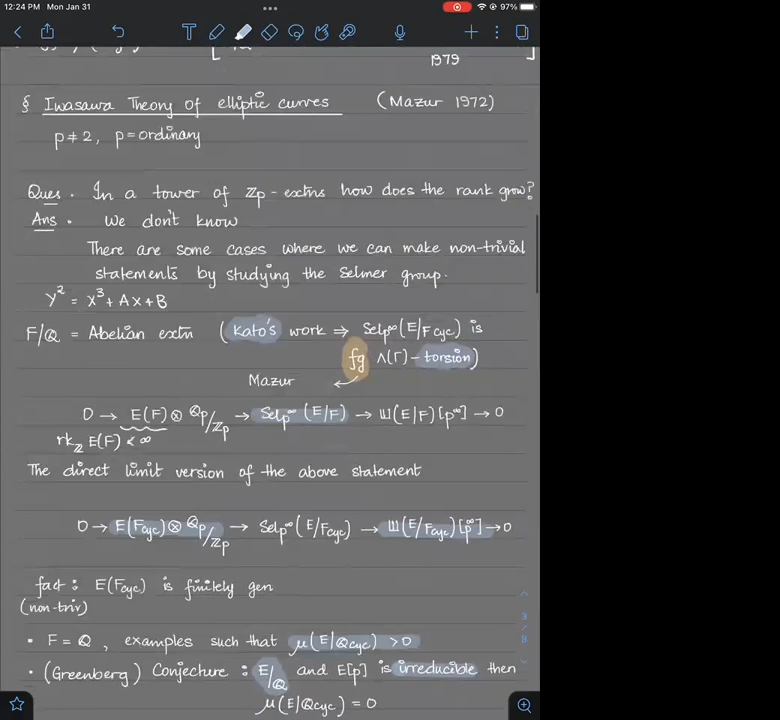 12:24 PM Mon Jan 31
97%
1979
§ Iwasawa Theory of elliptic curves (Mazur 1972)
p ≠ 2, p = ordinary
Ques. In a tower of ℤp-extns how does the rank grow?
Ans. We don't know
There are some cases where we can make non-trivial
statements by studying the Selmer group.
Y² = X³ + AX + B
F/ℚ = Abelian extn (Kato's work ⇒ Selp∞(E/Fcyc) is
fg Λ(Γ)-torsion)
Mazur
0 → E(F) ⊗ ℚp/ℤp → Selp∞(E/F) → Ш(E/F)[p∞] → 0
rkℤ E(F) < ∞
The direct limit version of the above statement
0 → E(Fcyc) ⊗ ℚp/ℤp → Selp∞(E/Fcyc) → Ш(E/Fcyc)[p∞] → 0
fact : E(Fcyc) is finitely gen
(non-triv)
• F = ℚ, examples such that μ(E/ℚcyc) > 0
• (Greenberg) Conjecture : E/ℚ and E[p] is irreducible then
μ(E/ℚcyc) = 0
3
8